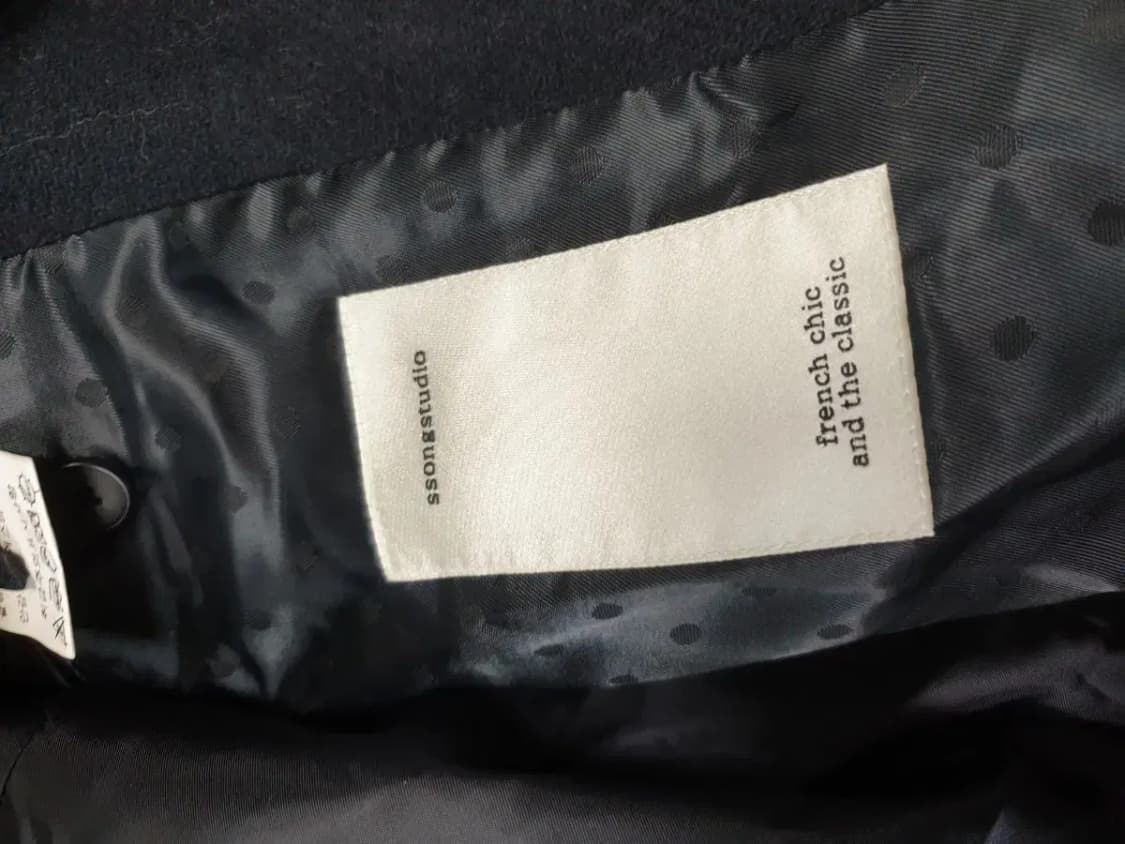 ssongstudio
french chic
and the classic